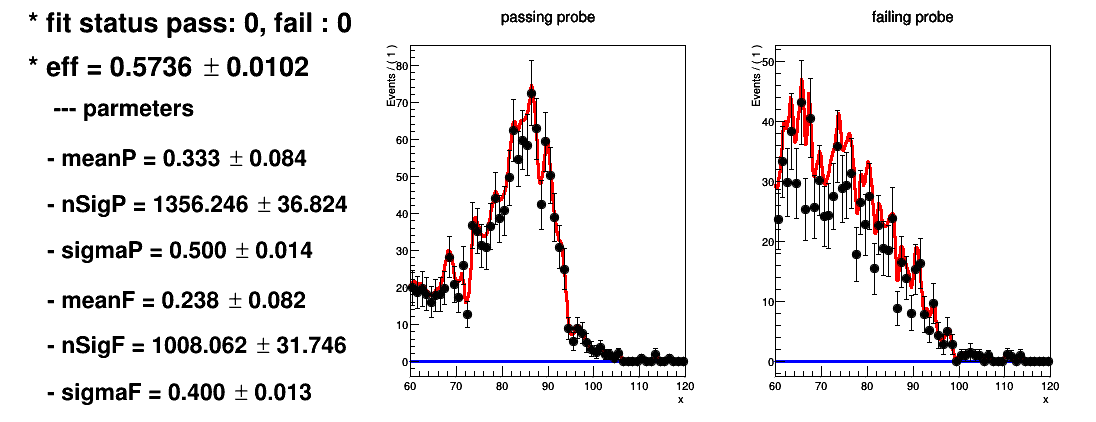 * fit status pass: 0, fail : 0
* eff = 0.5736 ± 0.0102
--- parmeters
- meanP = 0.333 ± 0.084
- nSigP = 1356.246 ± 36.824
- sigmaP = 0.500 ± 0.014
- meanF = 0.238 ± 0.082
- nSigF = 1008.062 ± 31.746
- sigmaF = 0.400 ± 0.013
passing probe
Events / ( 1 )
80
70
60
50
40
30
20
10
0
60 70 80 90 100 110 120
x
failing probe
Events / ( 1 )
50
40
30
20
10
0
60 70 80 90 100 110 120
x